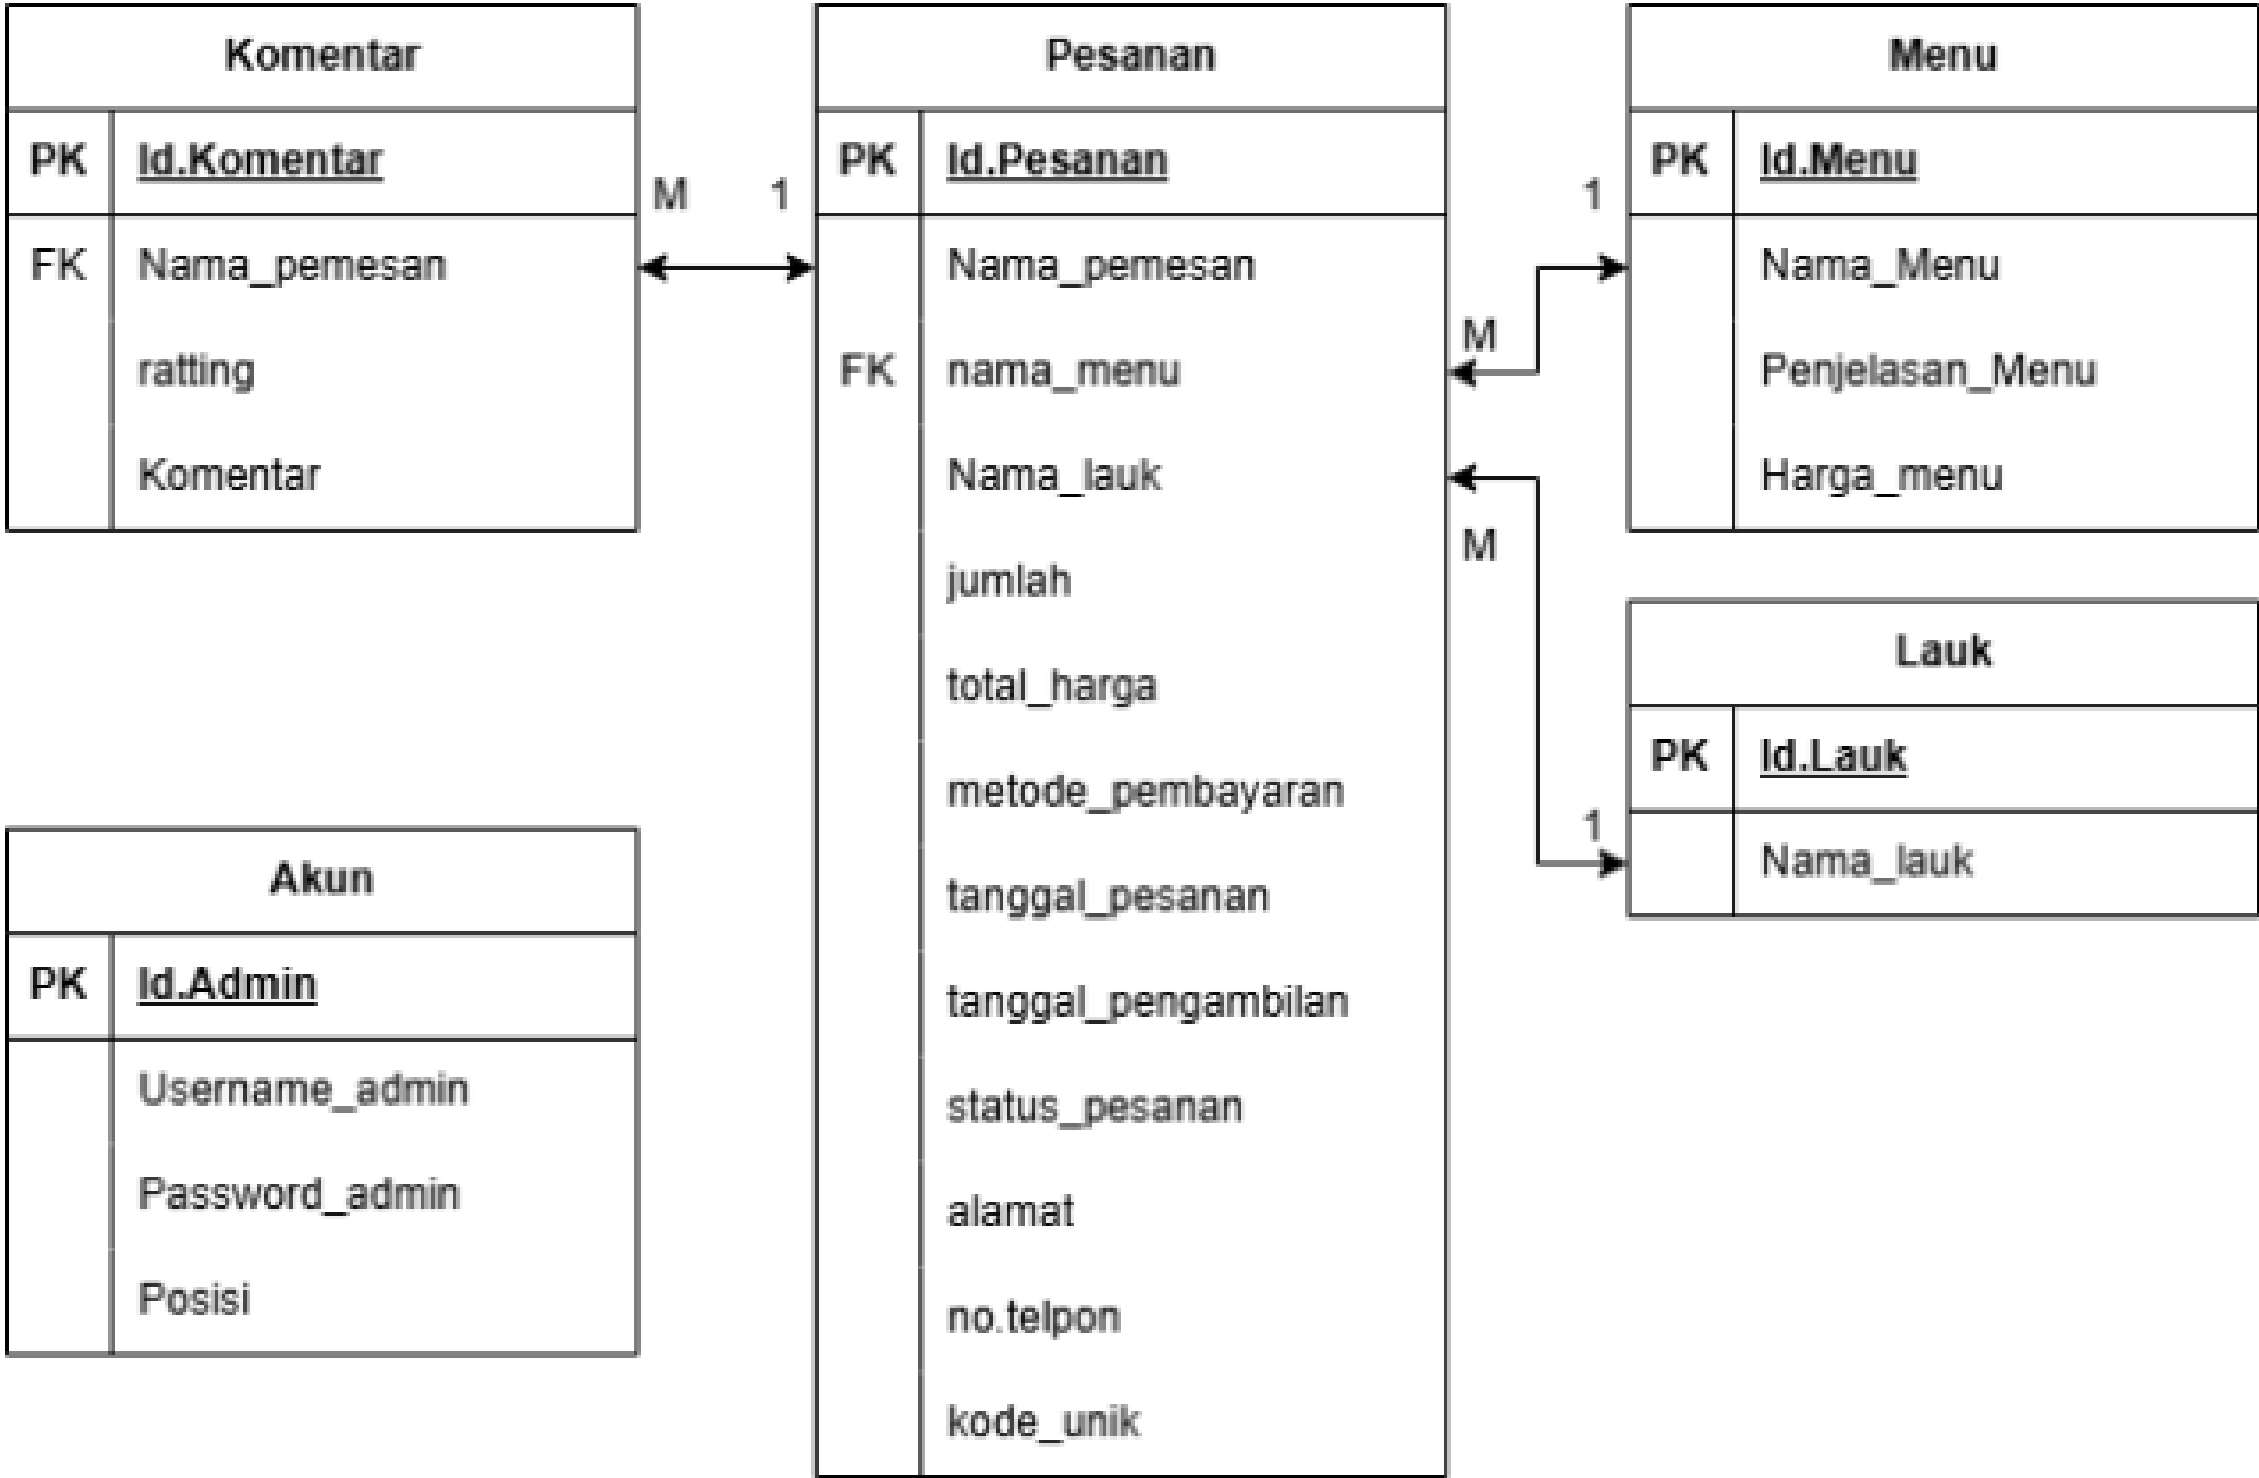 Komentar
PK Id.Komentar
FK Nama_pemesan
ratting
Komentar
M 1
Pesanan
PK Id.Pesanan
Nama_pemesan
FK nama_menu
Nama_lauk
jumlah
total_harga
metode_pembayaran
tanggal_pesanan
tanggal_pengambilan
status_pesanan
alamat
no.telpon
kode_unik
1
M
Menu
PK Id.Menu
Nama_Menu
Penjelasan_Menu
Harga_menu
M
1
Lauk
PK Id.Lauk
Nama_lauk
Akun
PK Id.Admin
Username_admin
Password_admin
Posisi